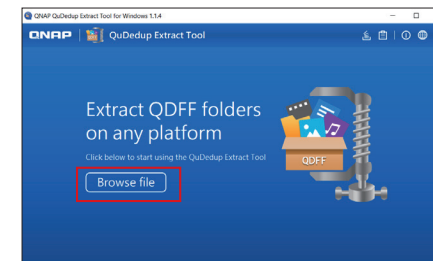 QNAP QuDedup Extract Tool for Windows 1.1.4
QNAP QuDedup Extract Tool
Extract QDFF folders
on any platform
Click below to start using the QuDedup Extract Tool
Browse file
QDFF